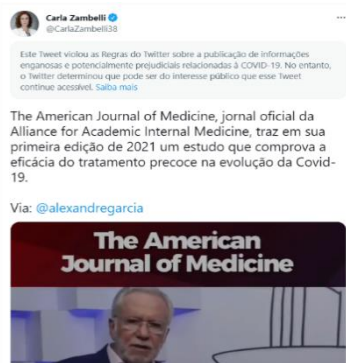 Carla Zambelli
@CarlaZambelli38
Este Tweet violou as Regras do Twitter sobre a publicação de informações
enganosas e potencialmente prejudiciais relacionadas à COVID-19. No entanto,
o Twitter determinou que pode ser do interesse público que esse Tweet
continue acessível. Saiba mais
The American Journal of Medicine, jornal oficial da
Alliance for Academic Internal Medicine, traz em sua
primeira edição de 2021 um estudo que comprova a
eficácia do tratamento precoce na evolução da Covid-
19.
Via: @alexandregarcia
The American
Journal of Medicine